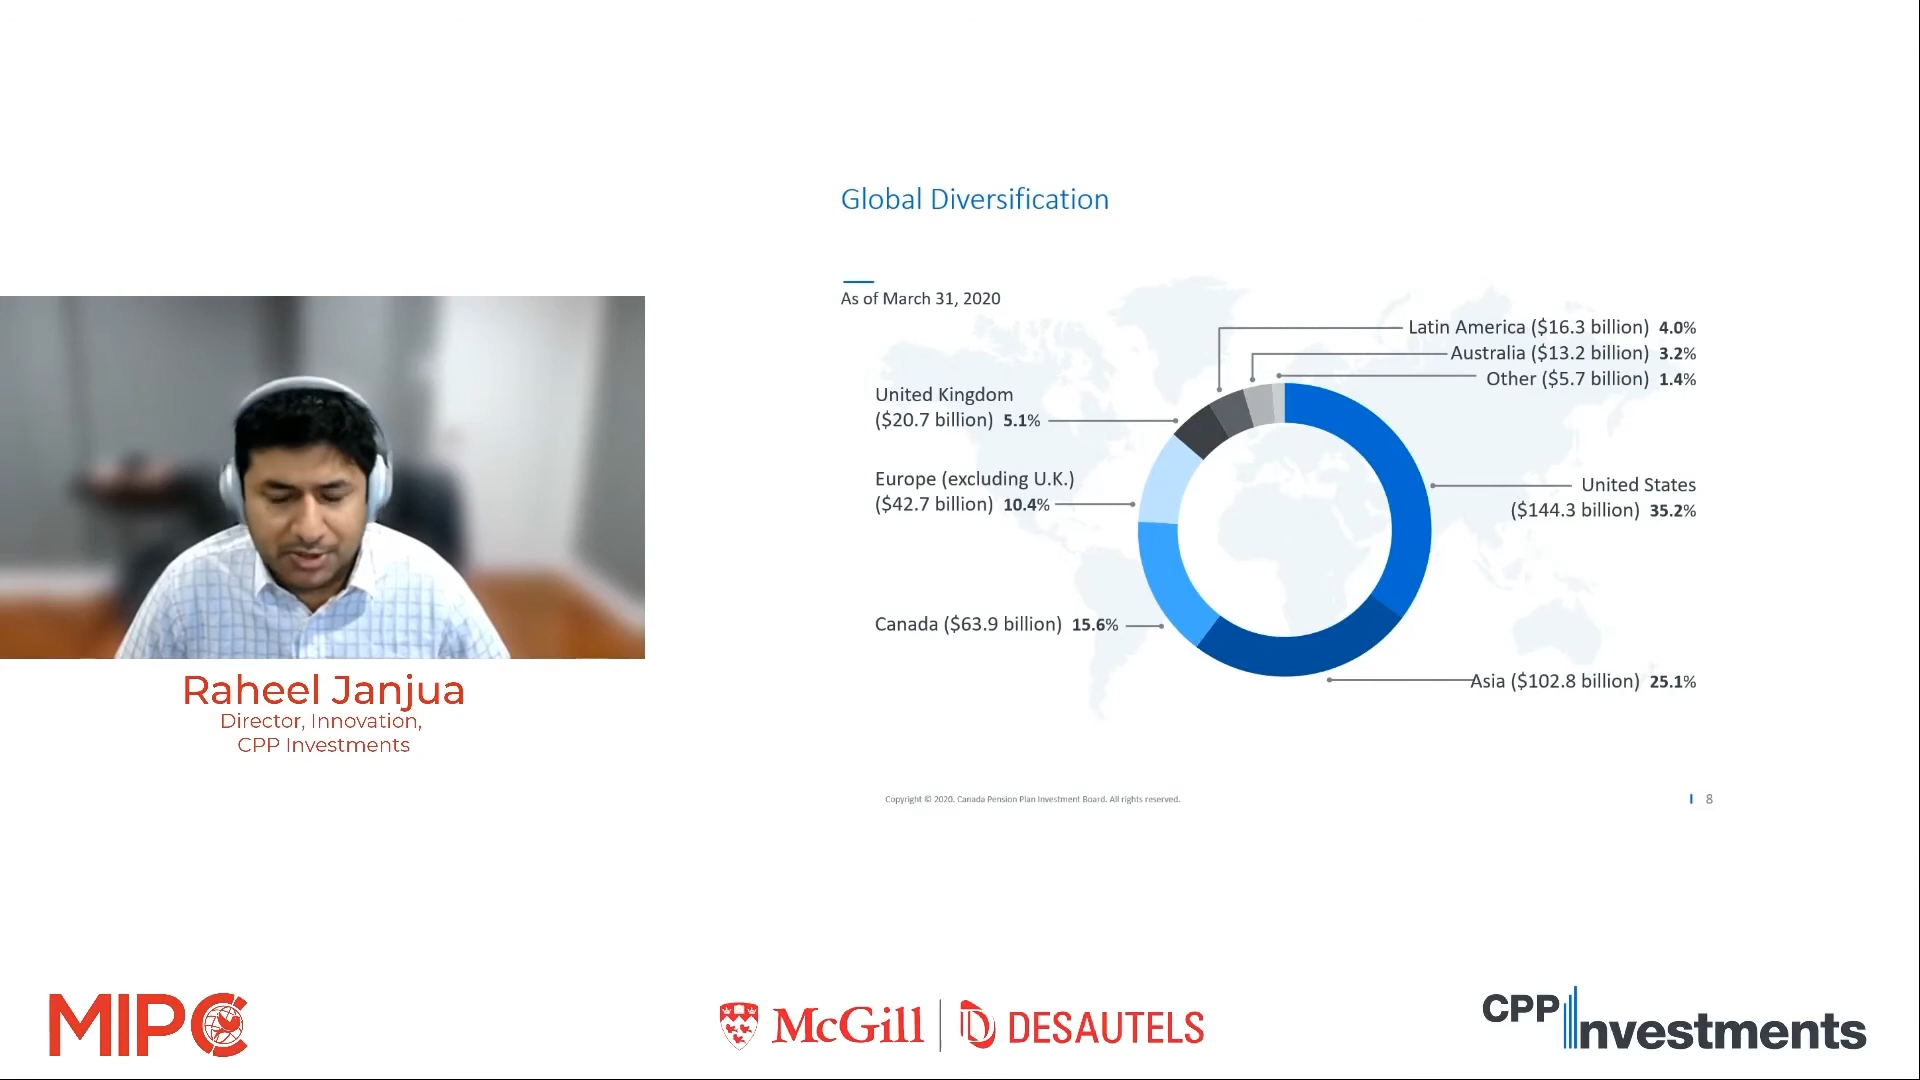 Global Diversification
As of March 31, 2020
Latin America ($16.3 billion) 4.0%
Australia ($13.2 billion) 3.2%
Other ($5.7 billion) 1.4%
United Kingdom
($20.7 billion) 5.1%
Europe (excluding U.K.)
($42.7 billion) 10.4%
United States
($144.3 billion) 35.2%
Canada ($63.9 billion) 15.6%
Asia ($102.8 billion) 25.1%
Raheel Janjua
Director, Innovation,
CPP Investments
Copyright © 2020. Canada Pension Plan Investment Board. All rights reserved.
8
MIPC
McGill
DESAUTELS
CPP
Investments